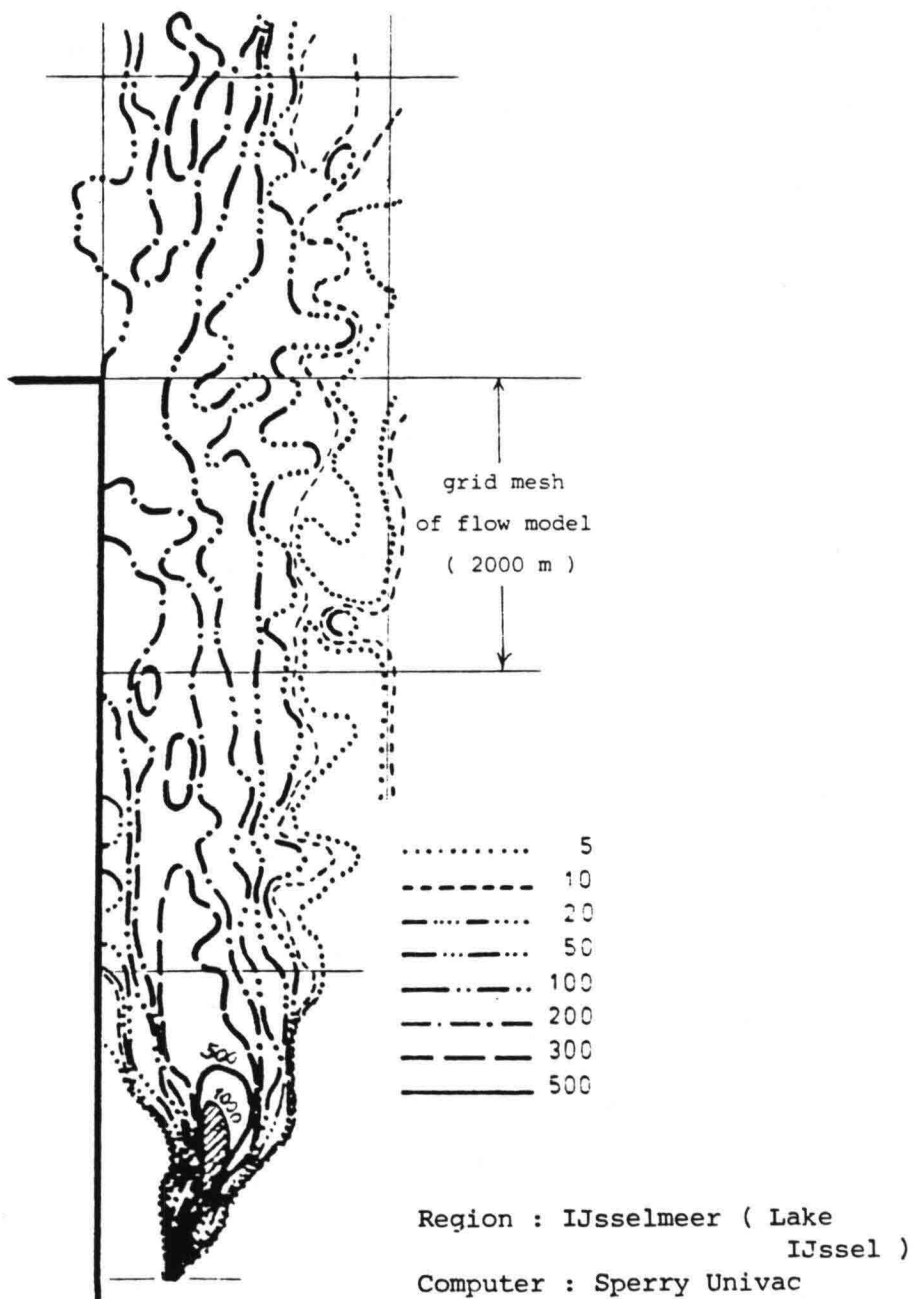 grid mesh
of flow model
( 2000 m )
5
10
20
50
100
200
300
500
500
1000
Region : IJsselmeer ( Lake
IJssel )
Computer : Sperry Univac